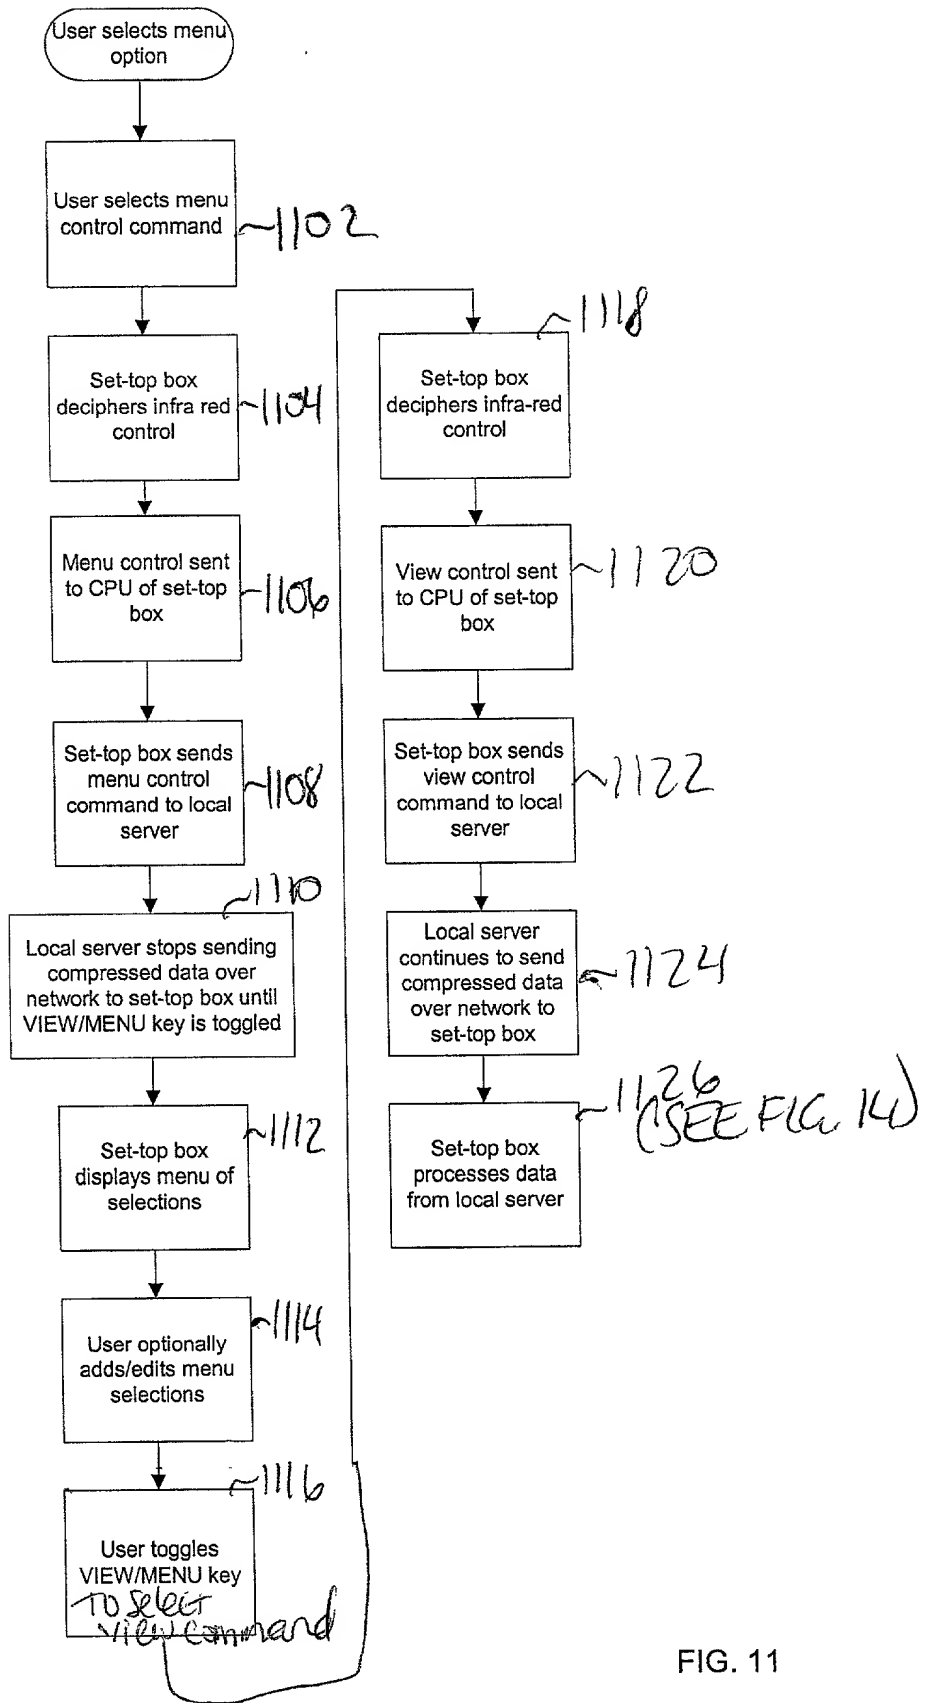 User selects menu
option
User selects menu
control command
1102
Set-top box
deciphers infra red
control
1104
Menu control sent
to CPU of set-top
box
1106
Set-top box sends
menu control
command to local
server
1108
1110
Local server stops sending
compressed data over
network to set-top box until
VIEW/MENU key is toggled
Set-top box
displays menu of
selections
1112
User optionally
adds/edits menu
selections
1114
1116
User toggles
VIEW/MENU key
TO select
view command
1118
Set-top box
deciphers infra-red
control
View control sent
to CPU of set-top
box
1120
Set-top box sends
view control
command to local
server
1122
Local server
continues to send
compressed data
over network to
set-top box
1124
1126
(SEE FIG. 14)
Set-top box
processes data
from local server
FIG. 11